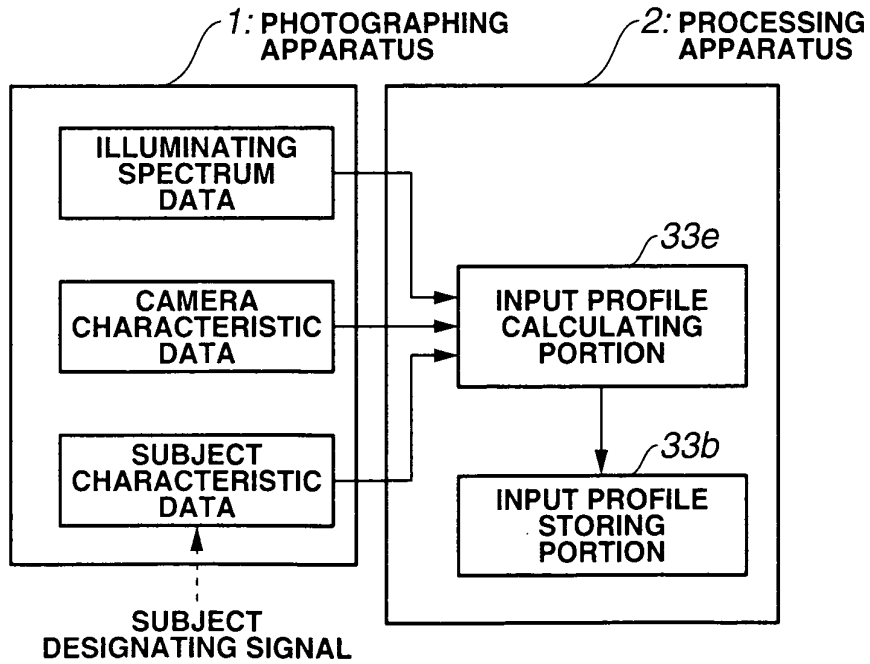 1: PHOTOGRAPHING
APPARATUS
2: PROCESSING
APPARATUS
ILLUMINATING
SPECTRUM
DATA
33e
CAMERA
CHARACTERISTIC
DATA
INPUT PROFILE
CALCULATING
PORTION
33b
SUBJECT
CHARACTERISTIC
DATA
INPUT PROFILE
STORING
PORTION
SUBJECT
DESIGNATING SIGNAL